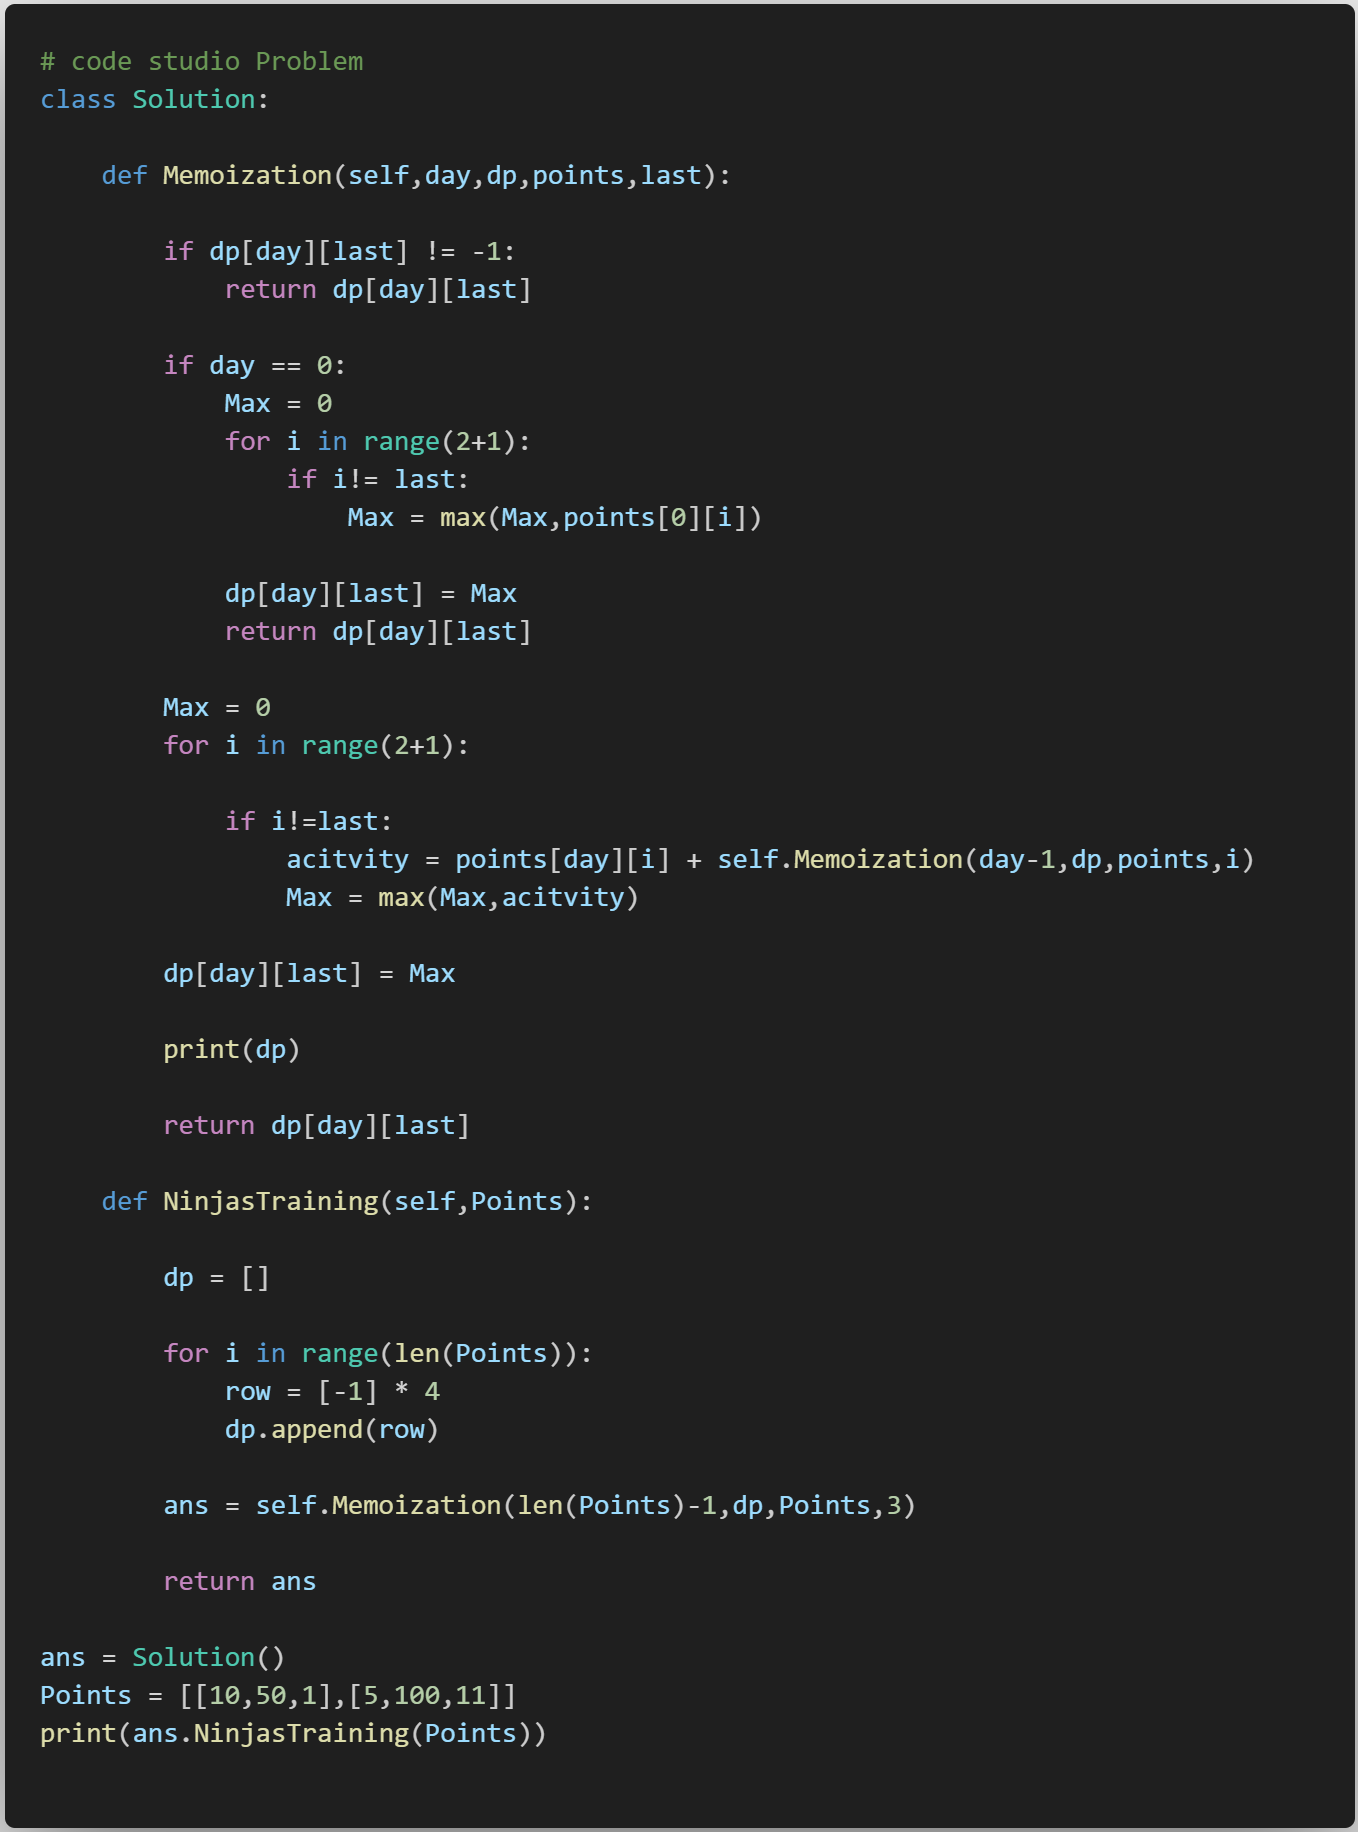 # code studio Problem
class Solution:
    def Memoization(self,day,dp,points,last):
        if dp[day][last] != -1:
            return dp[day][last]
        if day == 0:
            Max = 0
            for i in range(2+1):
                if i!= last:
                    Max = max(Max,points[0][i])
            dp[day][last] = Max
            return dp[day][last]
        Max = 0
        for i in range(2+1):
            if i!=last:
                acitvity = points[day][i] + self.Memoization(day-1,dp,points,i)
                Max = max(Max,acitvity)
        dp[day][last] = Max
        print(dp)
        return dp[day][last]
    def NinjasTraining(self,Points):
        dp = []
        for i in range(len(Points)):
            row = [-1] * 4
            dp.append(row)
        ans = self.Memoization(len(Points)-1,dp,Points,3)
        return ans
ans = Solution()
Points = [[10,50,1],[5,100,11]]
print(ans.NinjasTraining(Points))